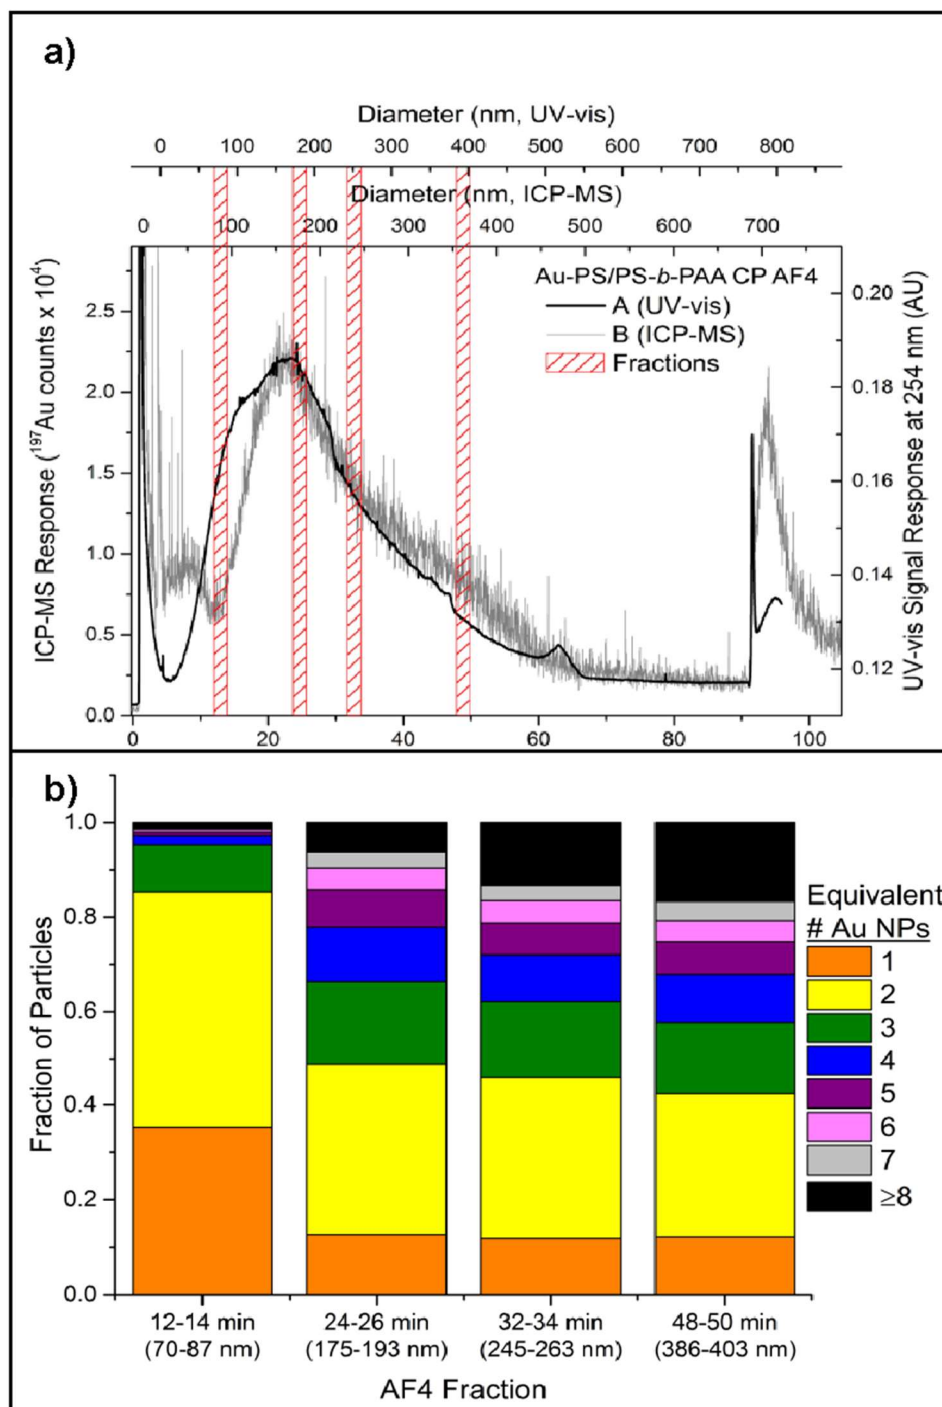 a)
Diameter (nm, UV-vis)
0 100 200 300 400 500 600 700 800
Diameter (nm, ICP-MS)
0 100 200 300 400 500 600 700
ICP-MS Response (¹⁹⁷Au counts x 10⁴)
2.5
2.0
1.5
1.0
0.5
0.0
Au-PS/PS-b-PAA CP AF4
A (UV-vis)
B (ICP-MS)
Fractions
0.20
0.18
0.16
0.14
0.12
UV-vis Signal Response at 254 nm (AU)
0 20 40 60 80 100
b)
Fraction of Particles
1.0
0.8
0.6
0.4
0.2
0.0
Equivalent
# Au NPs
1
2
3
4
5
6
7
≥8
12-14 min 24-26 min 32-34 min 48-50 min
(70-87 nm) (175-193 nm) (245-263 nm) (386-403 nm)
AF4 Fraction